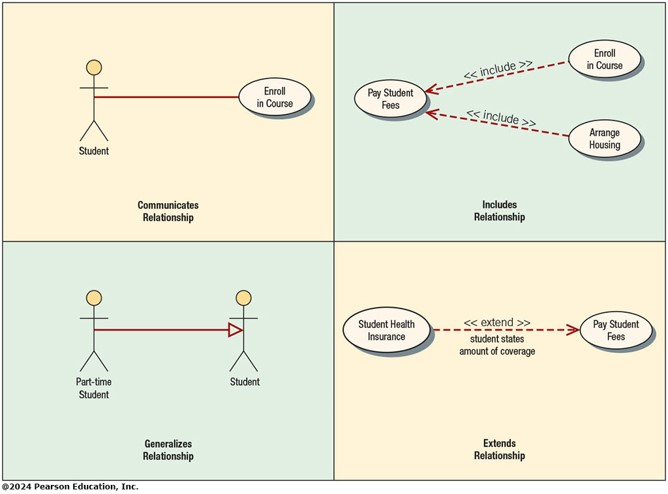 Student
Enroll
in Course
Communicates
Relationship
Pay Student
Fees
<< include >>
Enroll
in Course
<< include >>
Arrange
Housing
Includes
Relationship
Part-time
Student
Student
Generalizes
Relationship
Student Health
Insurance
<< extend >>
student states
amount of coverage
Pay Student
Fees
Extends
Relationship
©2024 Pearson Education, Inc.